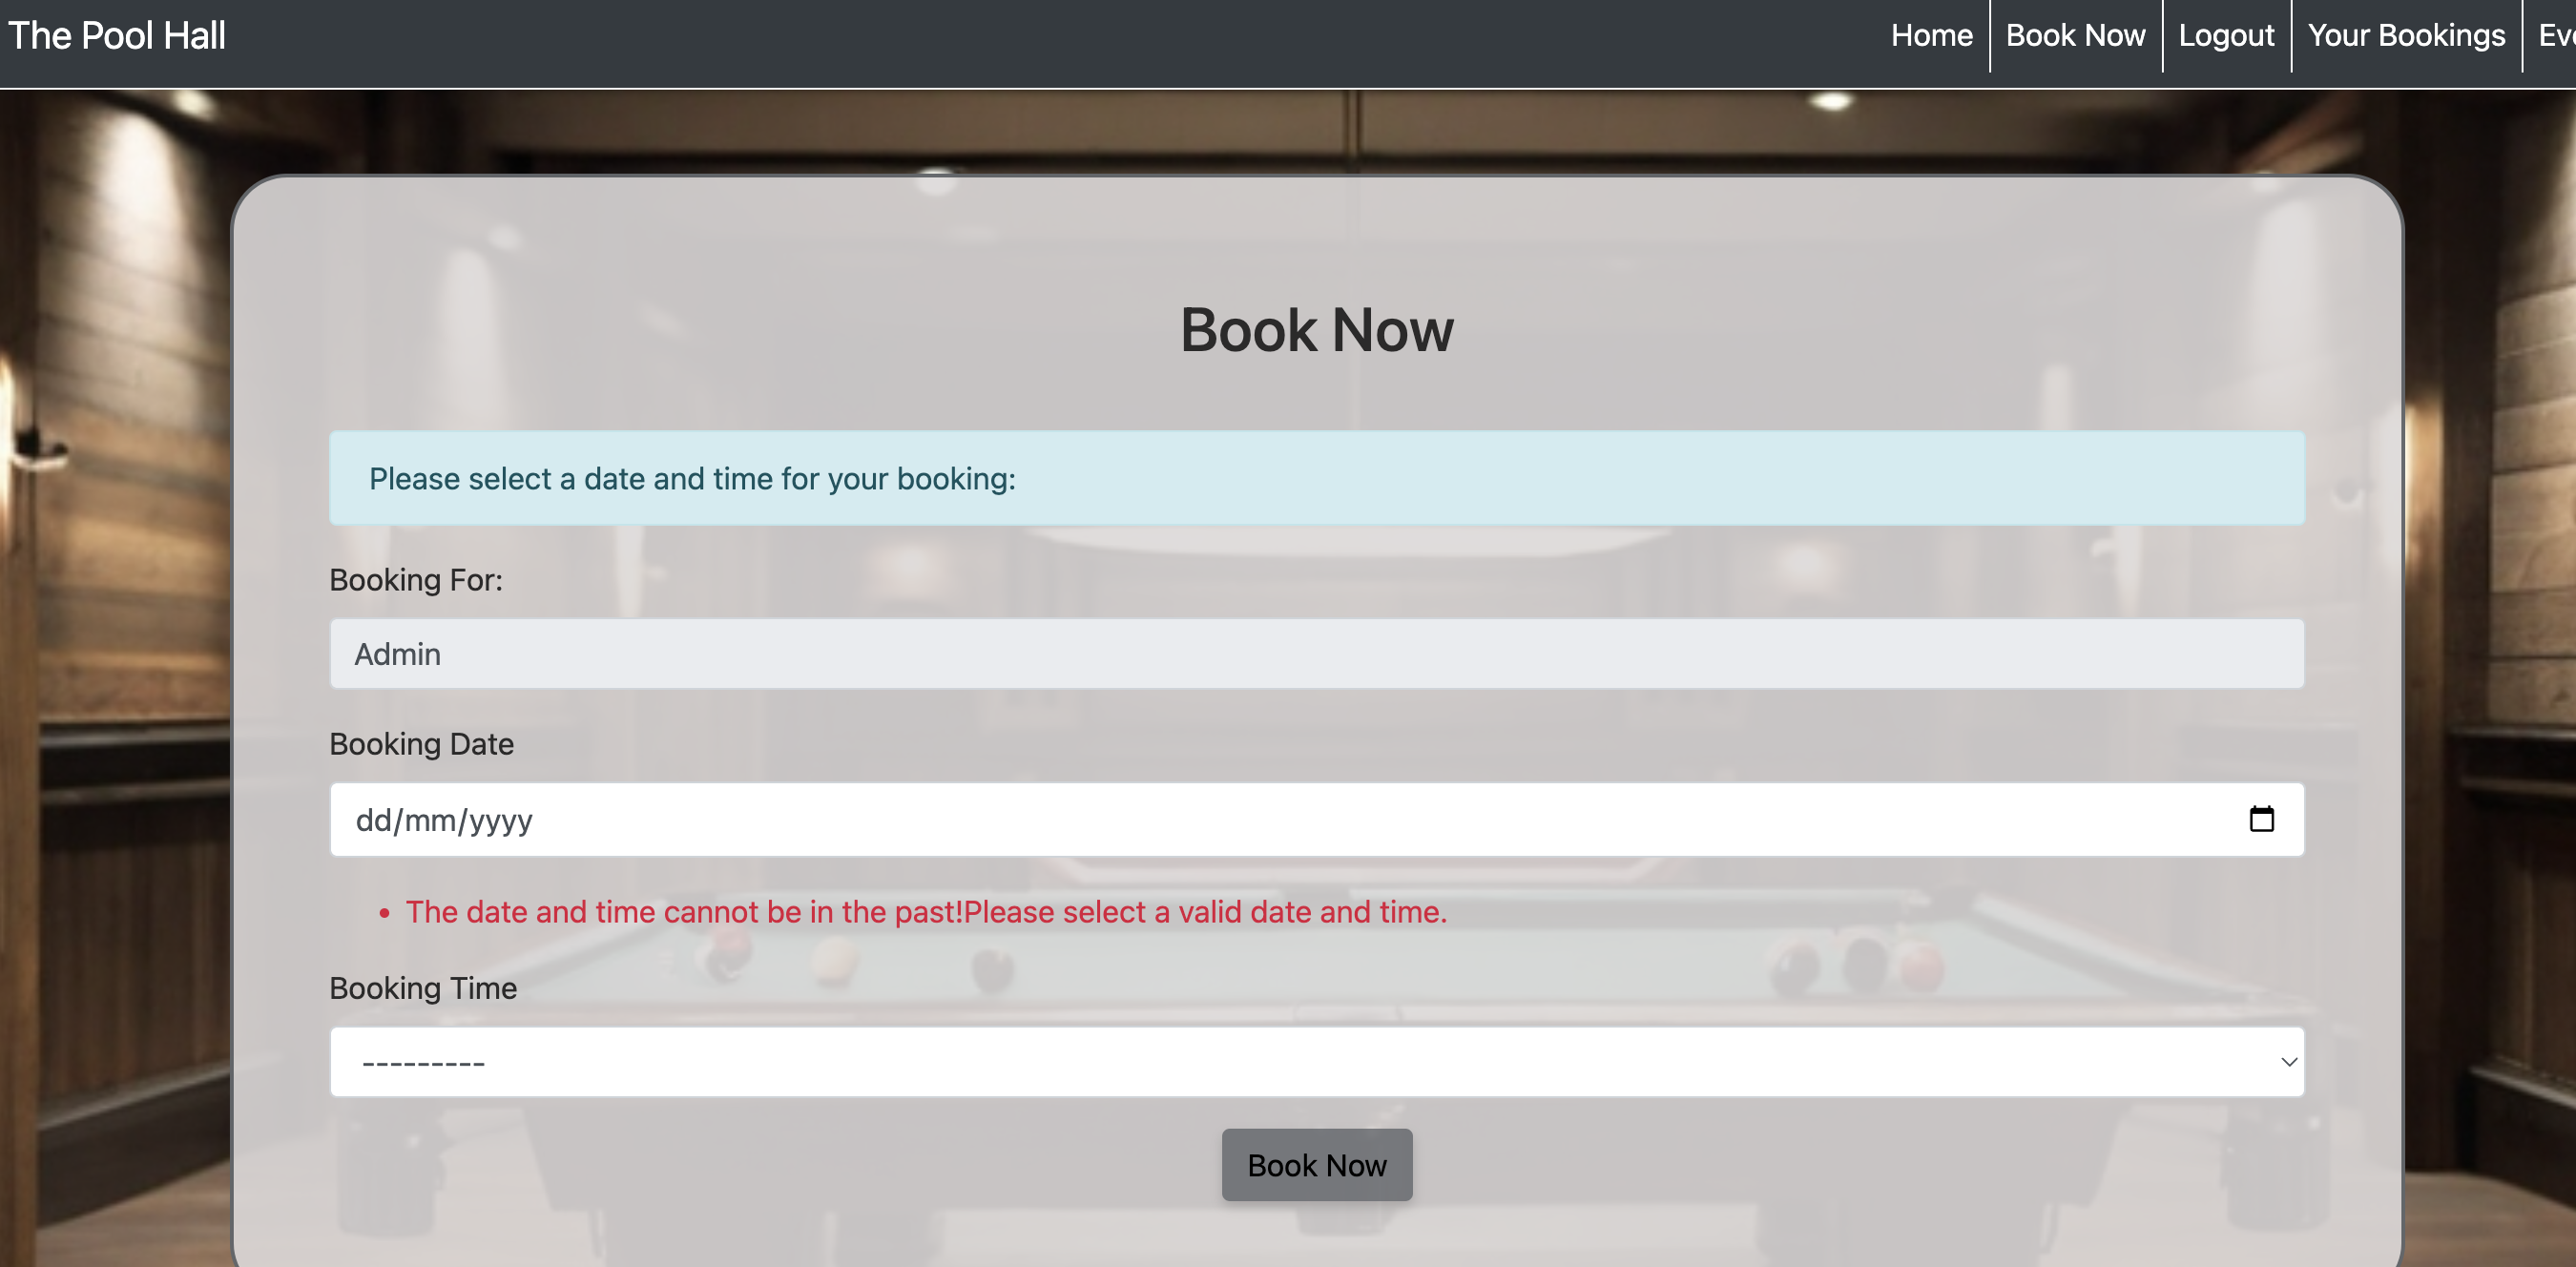 The Pool Hall
Home Book Now Logout Your Bookings
Book Now
Please select a date and time for your booking:
Booking For:
Admin
Booking Date
dd/mm/yyyy
The date and time cannot be in the past!Please select a valid date and time.
Booking Time
---------
Book Now